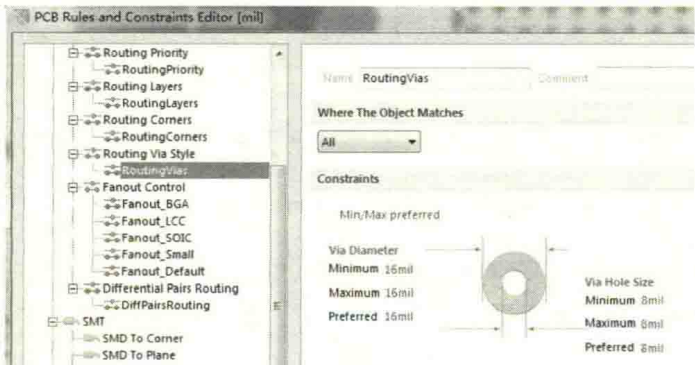 PCB Rules and Constraints Editor [mil]
Routing Priority
RoutingPriority
Routing Layers
RoutingLayers
Routing Corners
RoutingCorners
Routing Via Style
RoutingVias
Fanout Control
Fanout_BGA
Fanout_LCC
Fanout_SOIC
Fanout_Small
Fanout_Default
Differential Pairs Routing
DiffPairsRouting
SMT
SMD To Corner
SMD To Plane
Name RoutingVias Comment
Where The Object Matches
All
Constraints
Min/Max preferred
Via Diameter
Minimum 16mil
Maximum 16mil
Preferred 16mil
Via Hole Size
Minimum 8mil
Maximum 8mil
Preferred 8mil